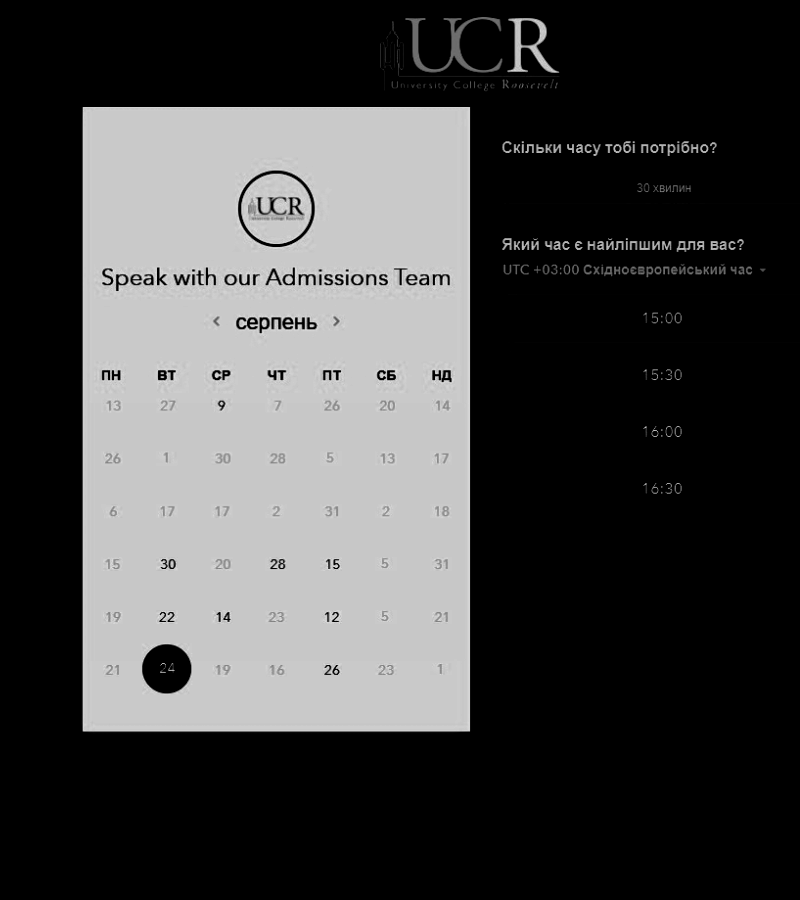 UCR
University College Roosevelt
UCR
Speak with our Admissions Team
< серпень >
ПН ВТ СР ЧТ ПТ СБ НД
13 27 9 7 26 20 14
26 1 30 28 5 13 17
6 17 17 2 31 2 18
15 30 20 28 15 5 31
19 22 14 23 12 5 21
21 24 19 16 26 23 1
Скільки часу тобі потрібно?
30 хвилин
Який час є найліпшим для вас?
UTC +03:00 Східноєвропейський час
15:00
15:30
16:00
16:30